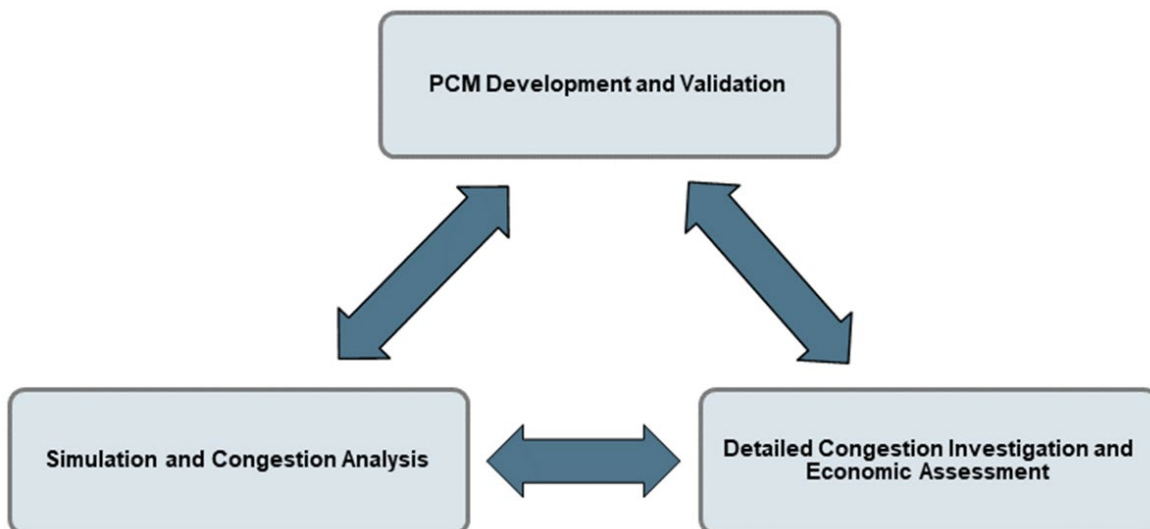 PCM Development and Validation
Simulation and Congestion Analysis
Detailed Congestion Investigation and
Economic Assessment